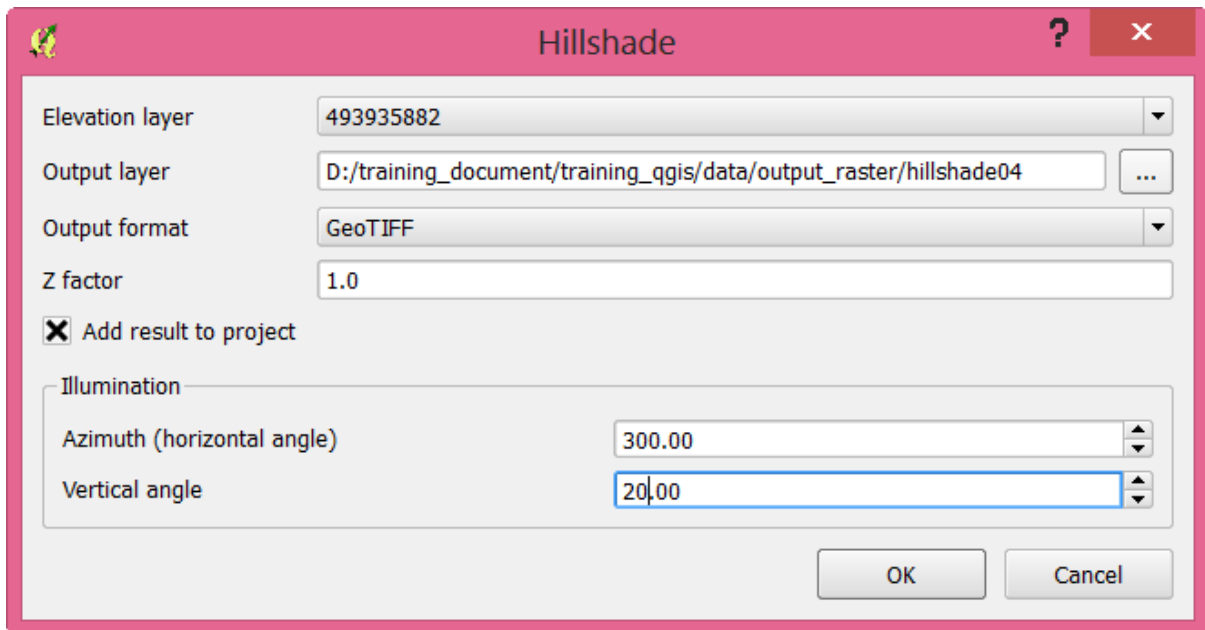 Hillshade ? ×
Elevation layer 493935882
Output layer D:/training_document/training_qgis/data/output_raster/hillshade04 ...
Output format GeoTIFF
Z factor 1.0
Add result to project
Illumination
Azimuth (horizontal angle) 300.00
Vertical angle 20.00
OK Cancel